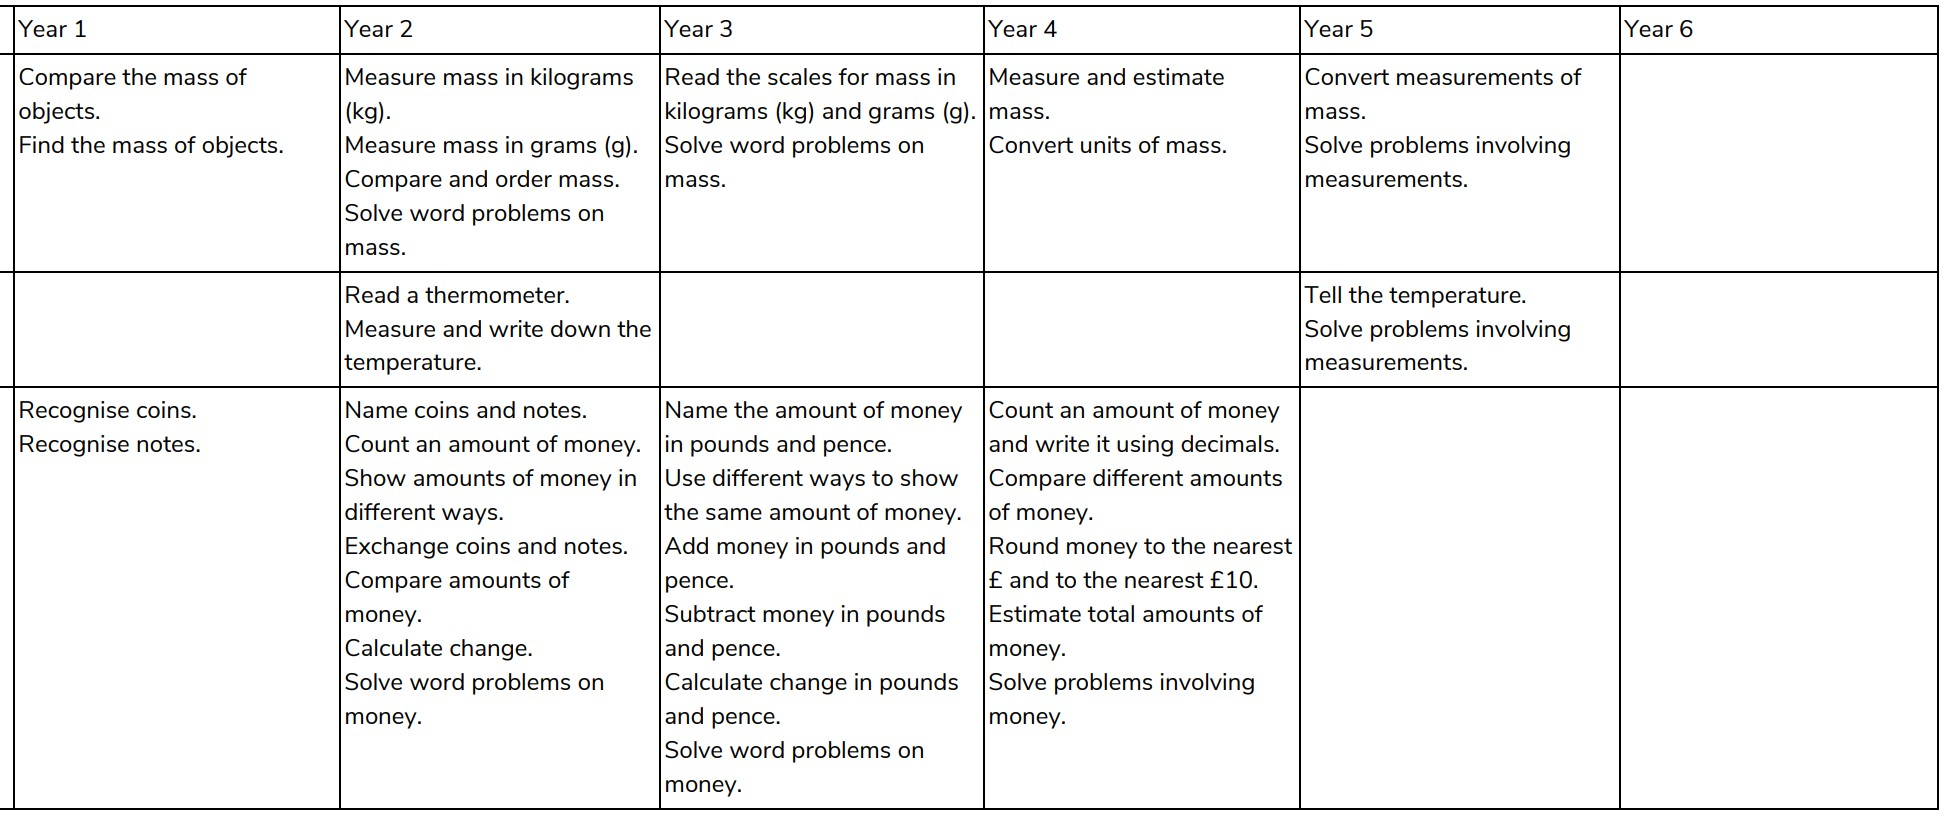 Year 1
Year 2
Year 3
Year 4
Year 5
Year 6
Compare the mass of
objects.
Find the mass of objects.
Measure mass in kilograms
(kg).
Measure mass in grams (g).
Compare and order mass.
Solve word problems on
mass.
Read the scales for mass in
kilograms (kg) and grams (g).
Solve word problems on
mass.
Measure and estimate
mass.
Convert units of mass.
Convert measurements of
mass.
Solve problems involving
measurements.
Read a thermometer.
Measure and write down the
temperature.
Tell the temperature.
Solve problems involving
measurements.
Recognise coins.
Recognise notes.
Name coins and notes.
Count an amount of money.
Show amounts of money in
different ways.
Exchange coins and notes.
Compare amounts of
money.
Calculate change.
Solve word problems on
money.
Name the amount of money
in pounds and pence.
Use different ways to show
the same amount of money.
Add money in pounds and
pence.
Subtract money in pounds
and pence.
Calculate change in pounds
and pence.
Solve word problems on
money.
Count an amount of money
and write it using decimals.
Compare different amounts
of money.
Round money to the nearest
£ and to the nearest £10.
Estimate total amounts of
money.
Solve problems involving
money.